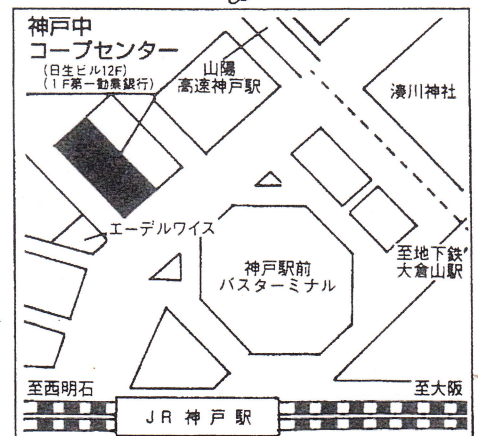 神戸中
コープセンター
（日生ビル12F）
（1F第一勧業銀行）
山陽
高速神戸駅
湊川神社
エーデルワイス
神戸駅前
バスターミナル
至地下鉄
大倉山駅
至西明石
至大阪
JR神戸駅